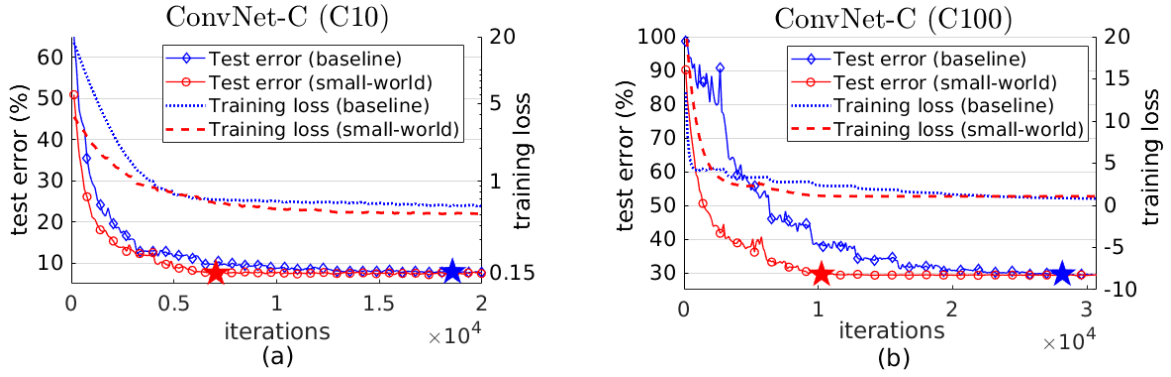 ConvNet-C (C10)
65
50
40
30
20
10
test error (%)
20
5
1
0.15
training loss
Test error (baseline)
Test error (small-world)
Training loss (baseline)
Training loss (small-world)
0 0.5 1 1.5 2
iterations
×10^4
(a)
ConvNet-C (C100)
100
90
80
70
60
50
40
30
test error (%)
20
15
10
5
0
-5
-10
training loss
Test error (baseline)
Test error (small-world)
Training loss (baseline)
Training loss (small-world)
0 1 2 3
iterations
×10^4
(b)